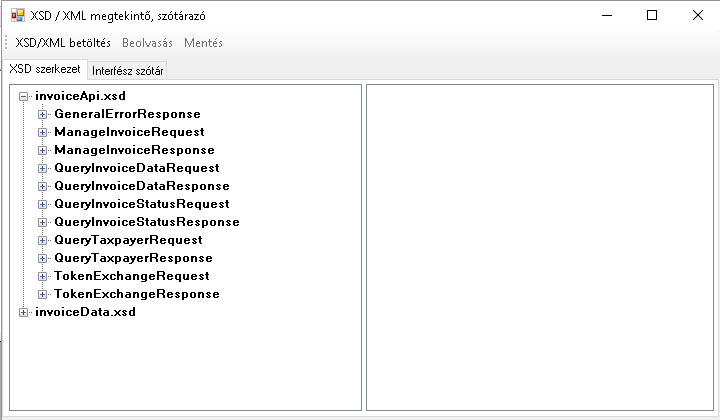 XSD / XML megtekintő, szótárazó
XSD/XML betöltés Beolvasás Mentés
XSD szerkezet Interfész szótár
invoiceApi.xsd
GeneralErrorResponse
ManageInvoiceRequest
ManageInvoiceResponse
QueryInvoiceDataRequest
QueryInvoiceDataResponse
QueryInvoiceStatusRequest
QueryInvoiceStatusResponse
QueryTaxpayerRequest
QueryTaxpayerResponse
TokenExchangeRequest
TokenExchangeResponse
invoiceData.xsd